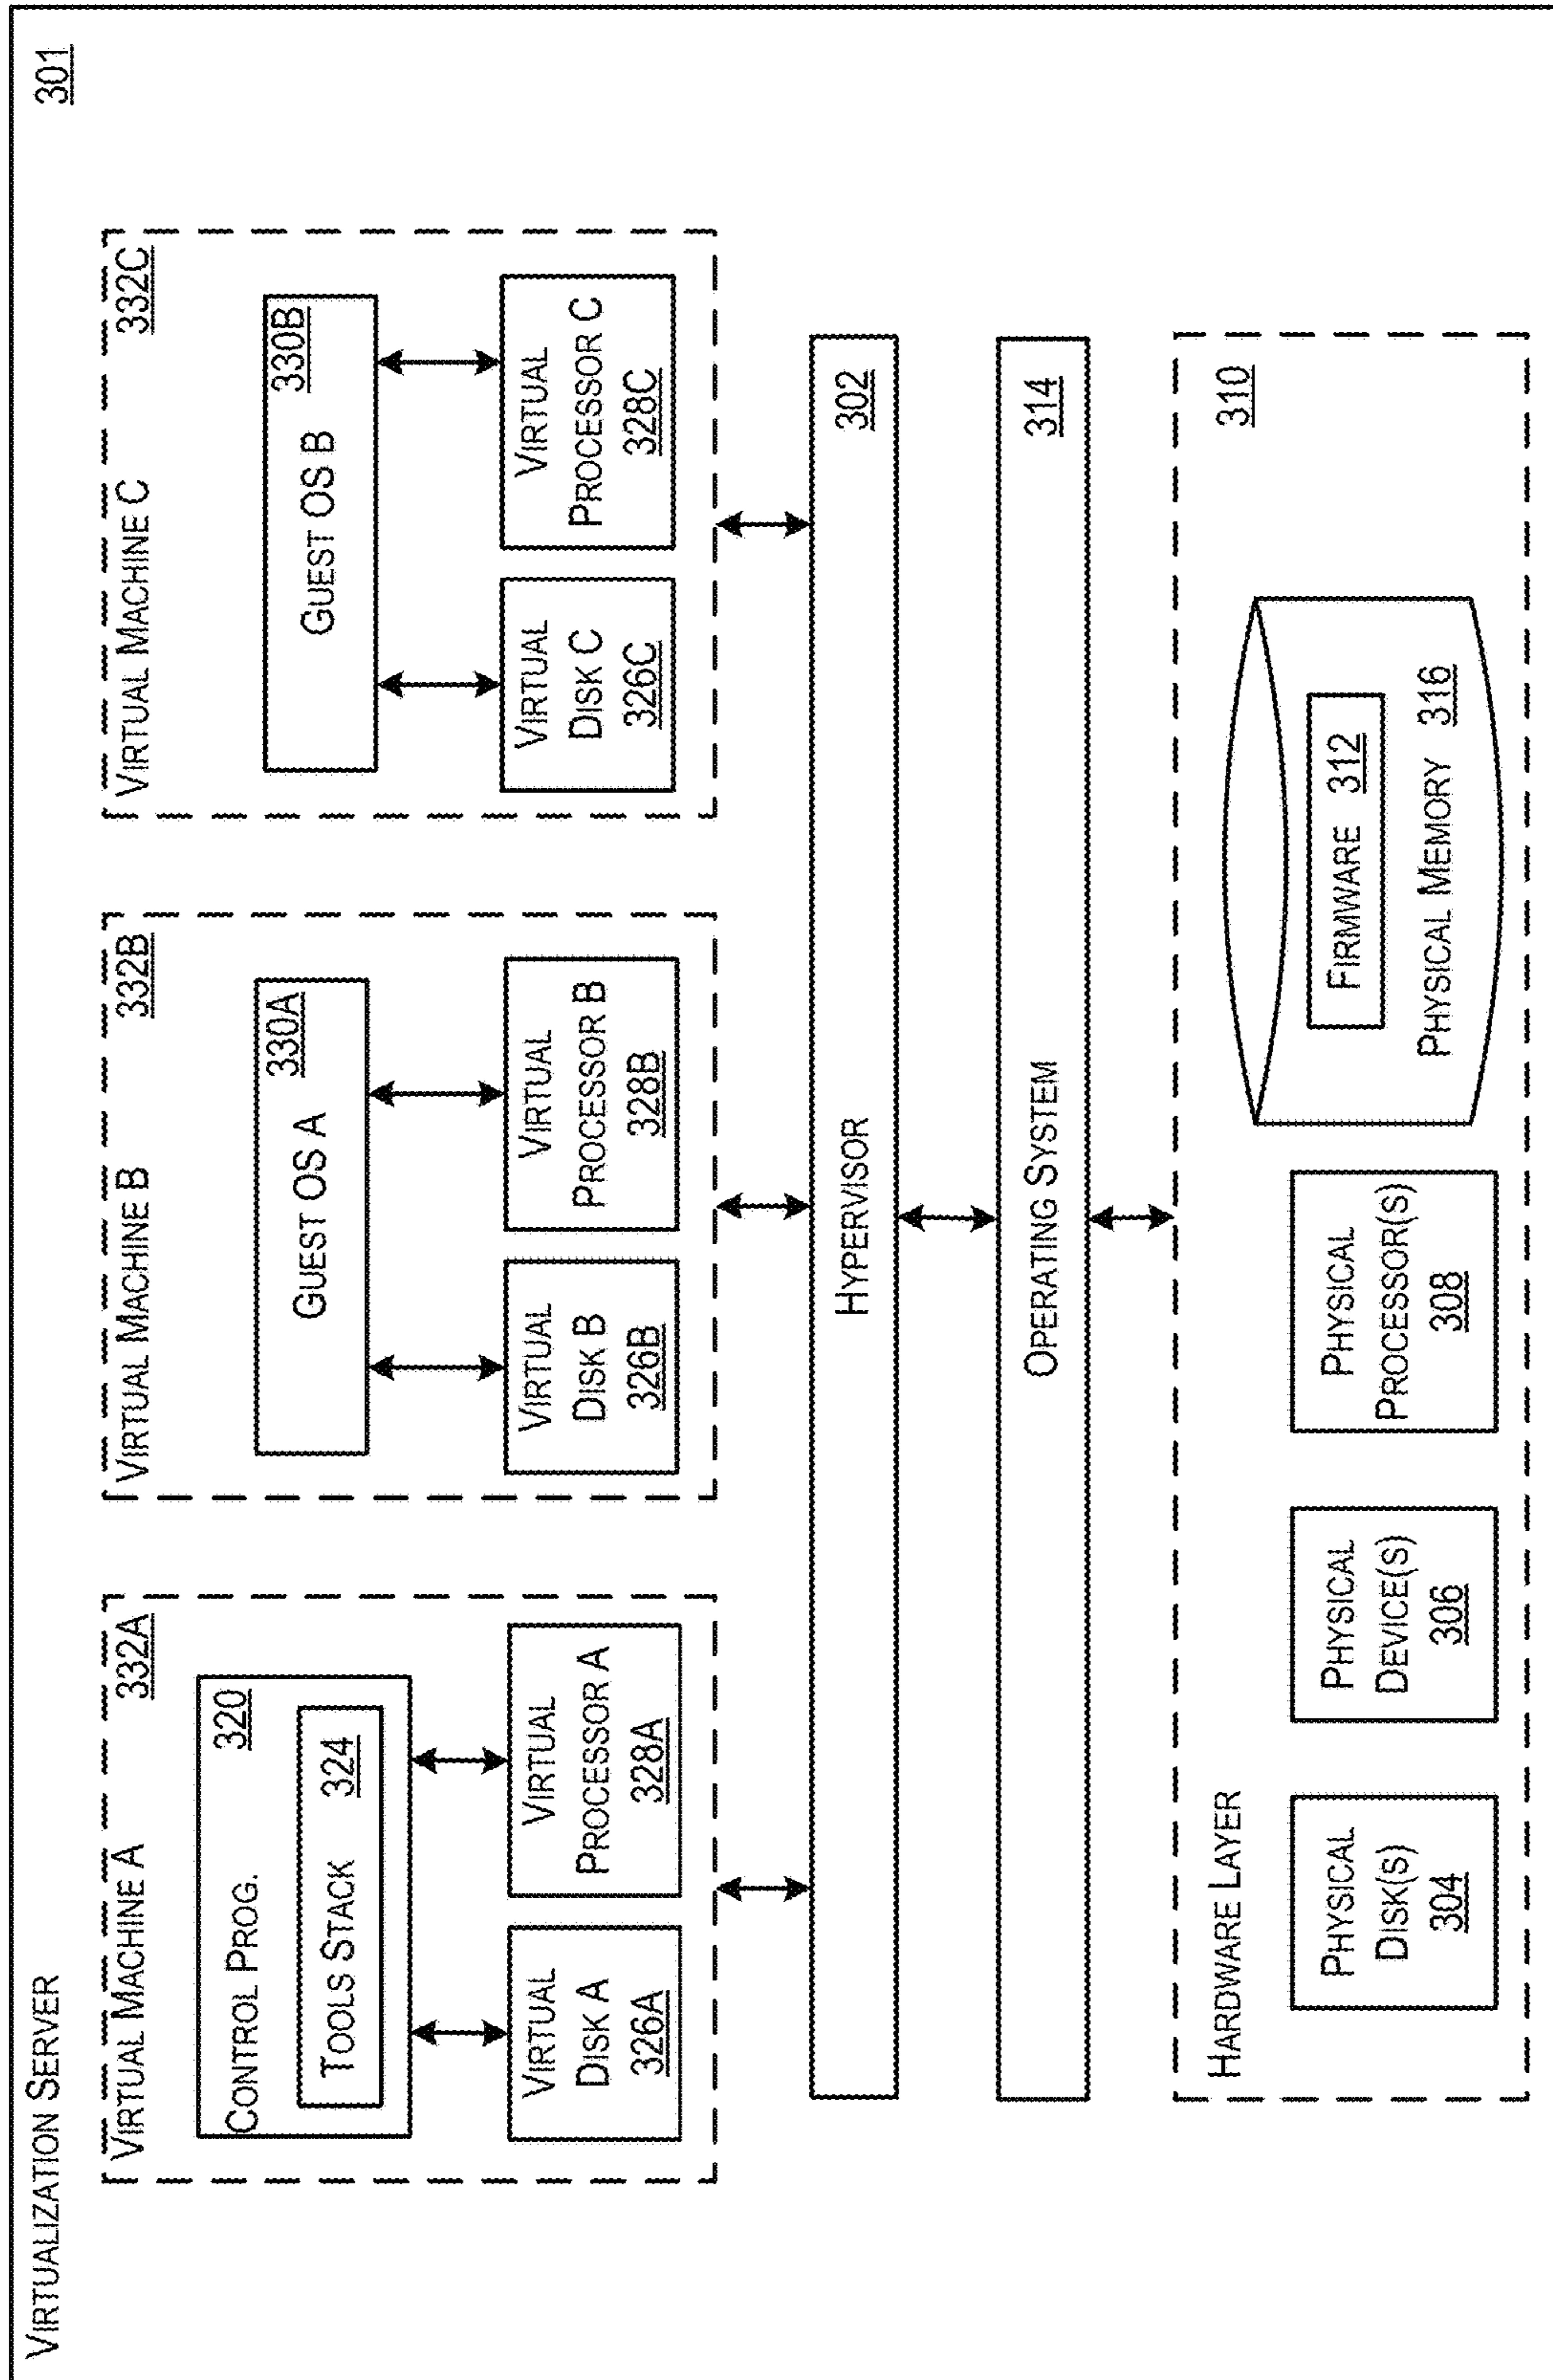 VIRTUALIZATION SERVER
301
VIRTUAL MACHINE A
332A
CONTROL PROG.
320
TOOLS STACK
324
VIRTUAL
DISK A
326A
VIRTUAL
PROCESSOR A
328A
VIRTUAL MACHINE B
332B
330A
GUEST OS A
VIRTUAL
DISK B
326B
VIRTUAL
PROCESSOR B
328B
VIRTUAL MACHINE C
332C
330B
GUEST OS B
VIRTUAL
DISK C
326C
VIRTUAL
PROCESSOR C
328C
HYPERVISOR
302
OPERATING SYSTEM
314
HARDWARE LAYER
310
PHYSICAL
DISK(S)
304
PHYSICAL
DEVICE(S)
306
PHYSICAL
PROCESSOR(S)
308
FIRMWARE 312
PHYSICAL MEMORY 316